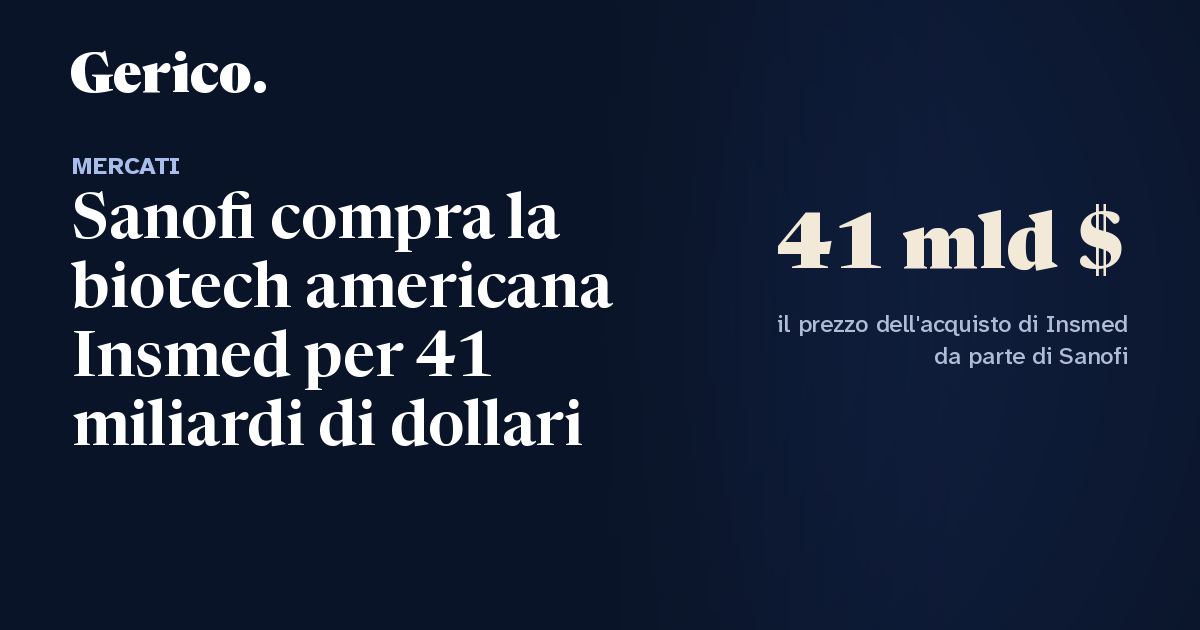 Gerico.
MERCATI
Sanofi compra la
biotech americana
Insmed per 41
miliardi di dollari
41 mld $
il prezzo dell'acquisto di Insmed
da parte di Sanofi